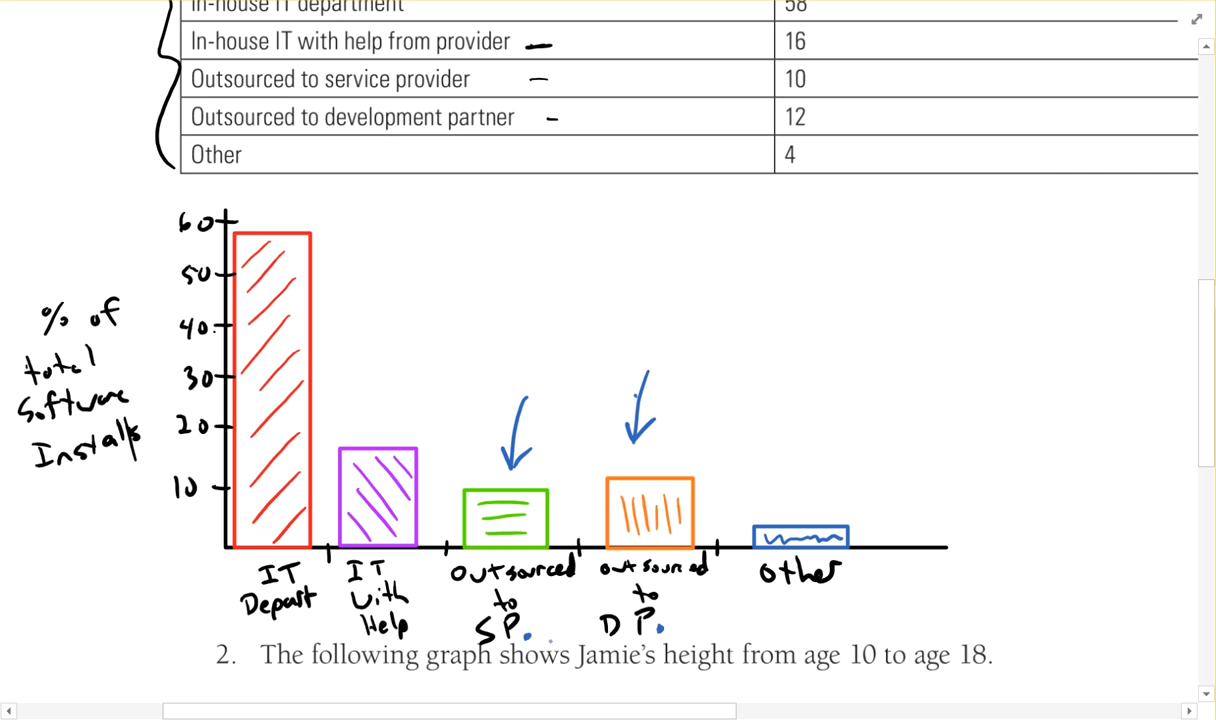 In-house IT department 58
In-house IT with help from provider 16
Outsourced to service provider 10
Outsourced to development partner 12
Other 4
60
50
40
30
20
10
% of
total
Software
Installs
IT
Depart
IT
with
Help
Outsourced
to
SP.
outsourced
to
DP.
Other
2. The following graph shows Jamie's height from age 10 to age 18.